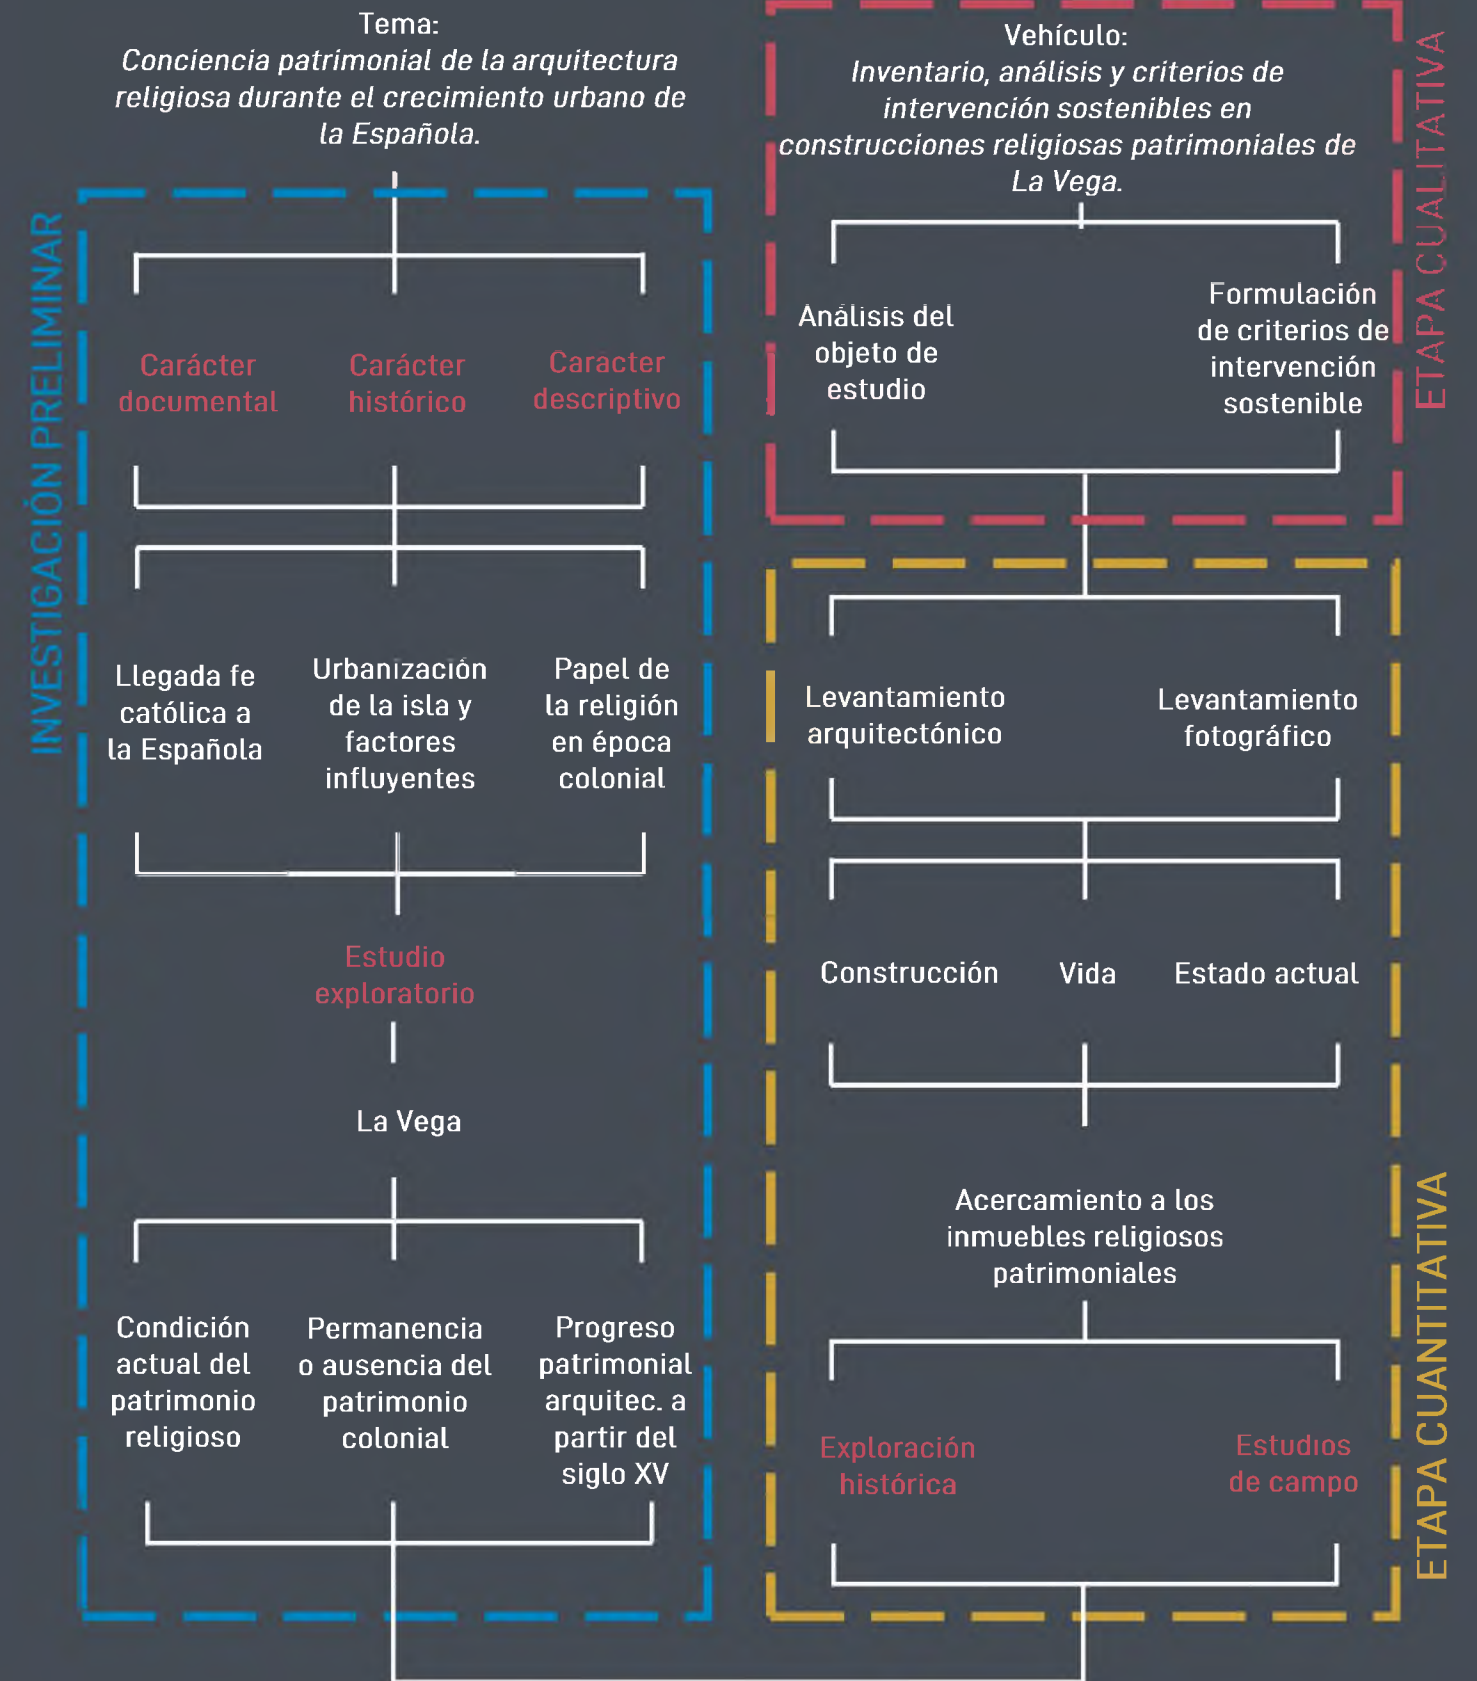 Tema:
Conciencia patrimonial de la arquitectura
religiosa durante el crecimiento urbano de
la Española.
INVESTIGACIÓN PRELIMINAR
Carácter
documental
Carácter
histórico
Carácter
descriptivo
Llegada fe
católica a
la Española
Urbanización
de la isla y
factores
influyentes
Papel de
la religión
en época
colonial
Estudio
exploratorio
La Vega
Condición
actual del
patrimonio
religioso
Permanencia
o ausencia del
patrimonio
colonial
Progreso
patrimonial
arquitec. a
partir del
siglo XV
Vehículo:
Inventario, análisis y criterios de
intervención sostenibles en
construcciones religiosas patrimoniales de
La Vega.
ETAPA CUALITATIVA
Análisis del
objeto de
estudio
Formulación
de criterios de
intervención
sostenible
Levantamiento
arquitectónico
Levantamiento
fotográfico
Construcción
Vida
Estado actual
Acercamiento a los
inmuebles religiosos
patrimoniales
Exploración
histórica
Estudios
de campo
ETAPA CUANTITATIVA